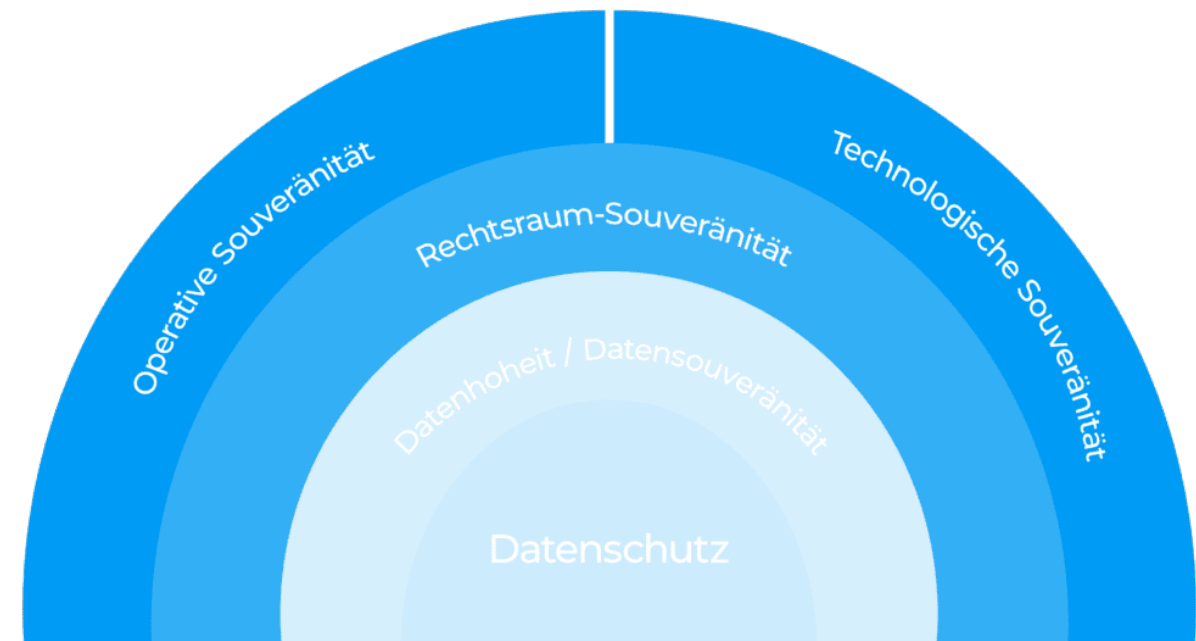 Operative Souveränität
Technologische Souveränität
Rechtsraum-Souveränität
Datenhoheit / Datensouveränität
Datenschutz